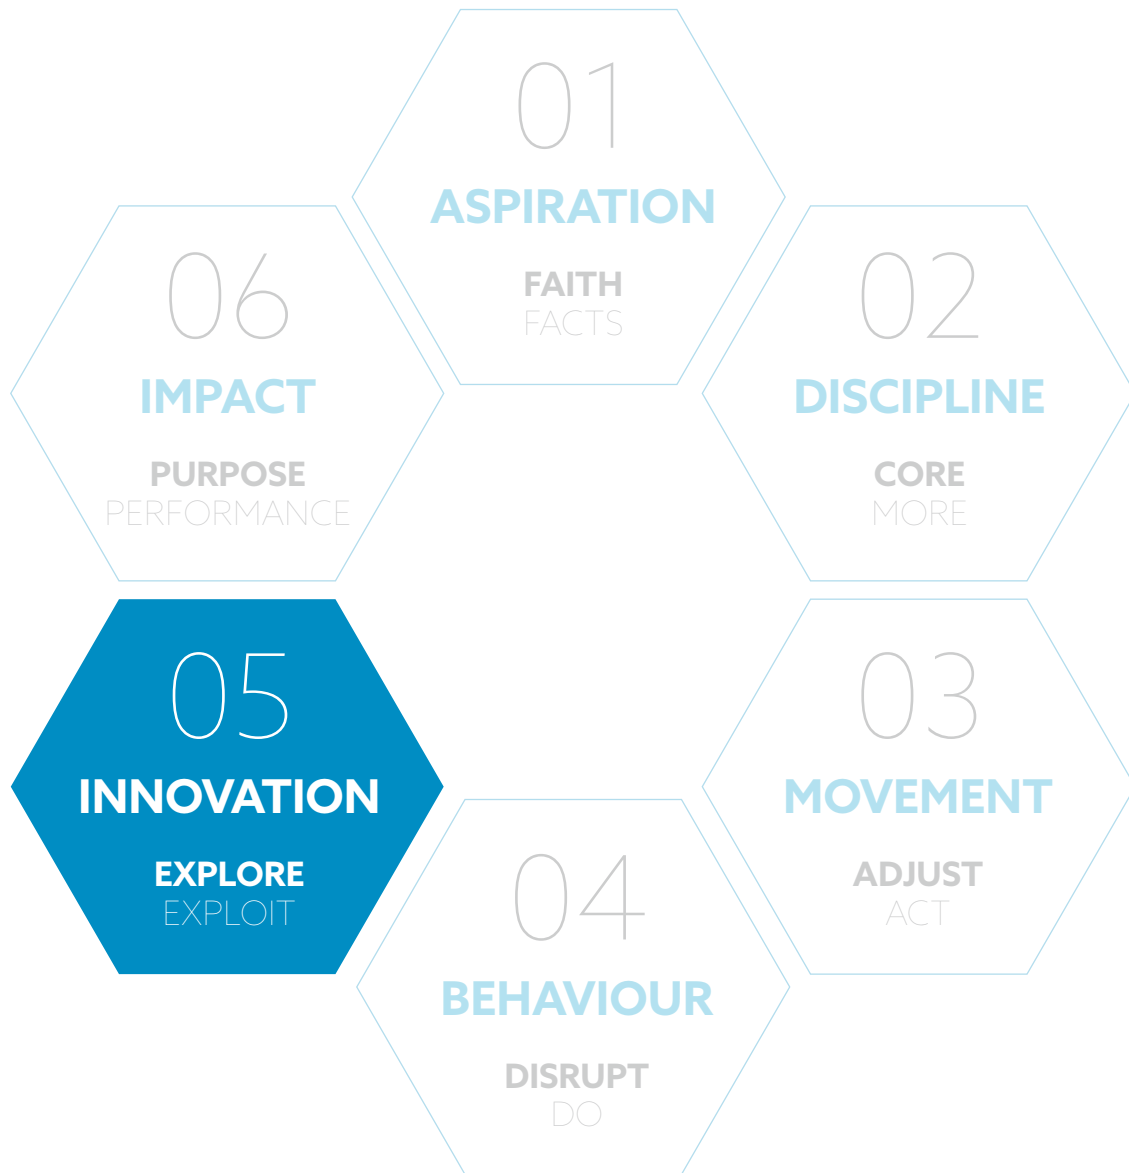 01
ASPIRATION
FAITH
FACTS
02
DISCIPLINE
CORE
MORE
03
MOVEMENT
ADJUST
ACT
04
BEHAVIOUR
DISRUPT
DO
05
INNOVATION
EXPLORE
EXPLOIT
06
IMPACT
PURPOSE
PERFORMANCE